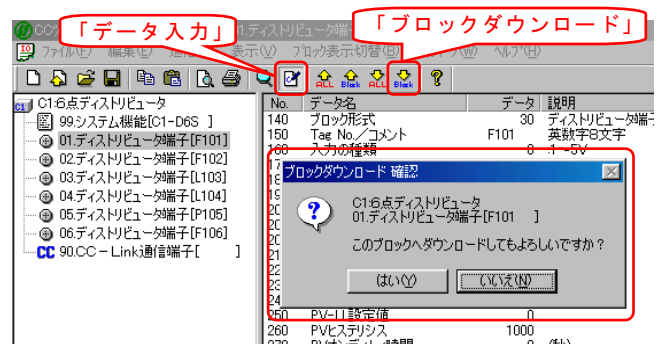 「データ入力」
「ブロックダウンロード」
ファイル(F) 編集(E) 表示(V) ブロック表示切替(B) ヘルプ(H)
ALL Block ALL Block
C1:6点ディストリビュータ
99.システム機能[C1-D6S ]
01.ディストリビュータ端子[F101]
02.ディストリビュータ端子[F102]
03.ディストリビュータ端子[L103]
04.ディストリビュータ端子[L104]
05.ディストリビュータ端子[P105]
06.ディストリビュータ端子[F106]
90.CC-Link通信端子[ ]
No. データ名 データ 説明
140 ブロック形式 30 ディストリビュータ端子
150 Tag No./コメント F101 英数字8文字
160 入力の種類 0 :1-5V
ブロックダウンロード 確認
C1:6点ディストリビュータ
01.ディストリビュータ端子[F101 ]
このブロックへダウンロードしてもよろしいですか?
はい(Y) いいえ(N)
250 PV-LL設定値 0
260 PVヒステリシス 1000